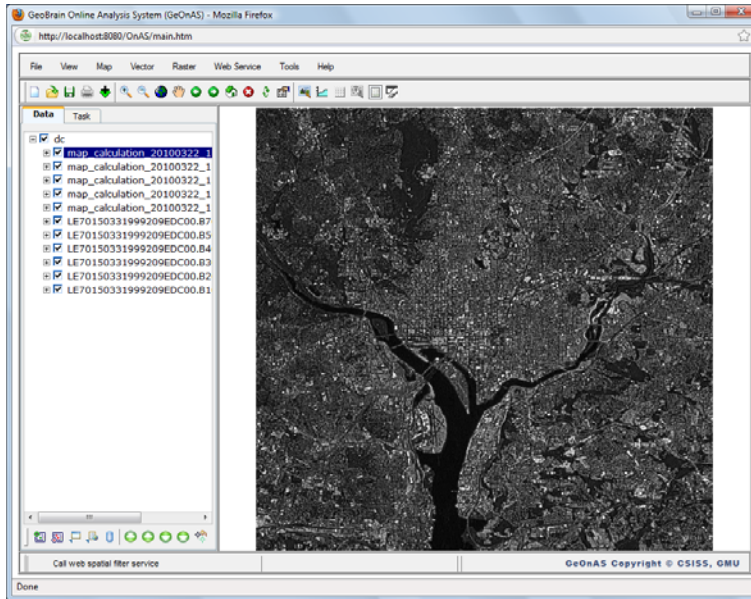 GeoBrain Online Analysis System (GeOnAS) - Mozilla Firefox
http://localhost:8080/OnAS/main.htm
File View Map Vector Raster Web Service Tools Help
Data Task
dc
map_calculation_20100322_1
map_calculation_20100322_1
map_calculation_20100322_1
map_calculation_20100322_1
map_calculation_20100322_1
LE70150331999209EDC00.B7
LE70150331999209EDC00.B5
LE70150331999209EDC00.B4
LE70150331999209EDC00.B3
LE70150331999209EDC00.B2
LE70150331999209EDC00.B1
Call web spatial filter service
GeOnAS Copyright © CSISS, GMU
Done